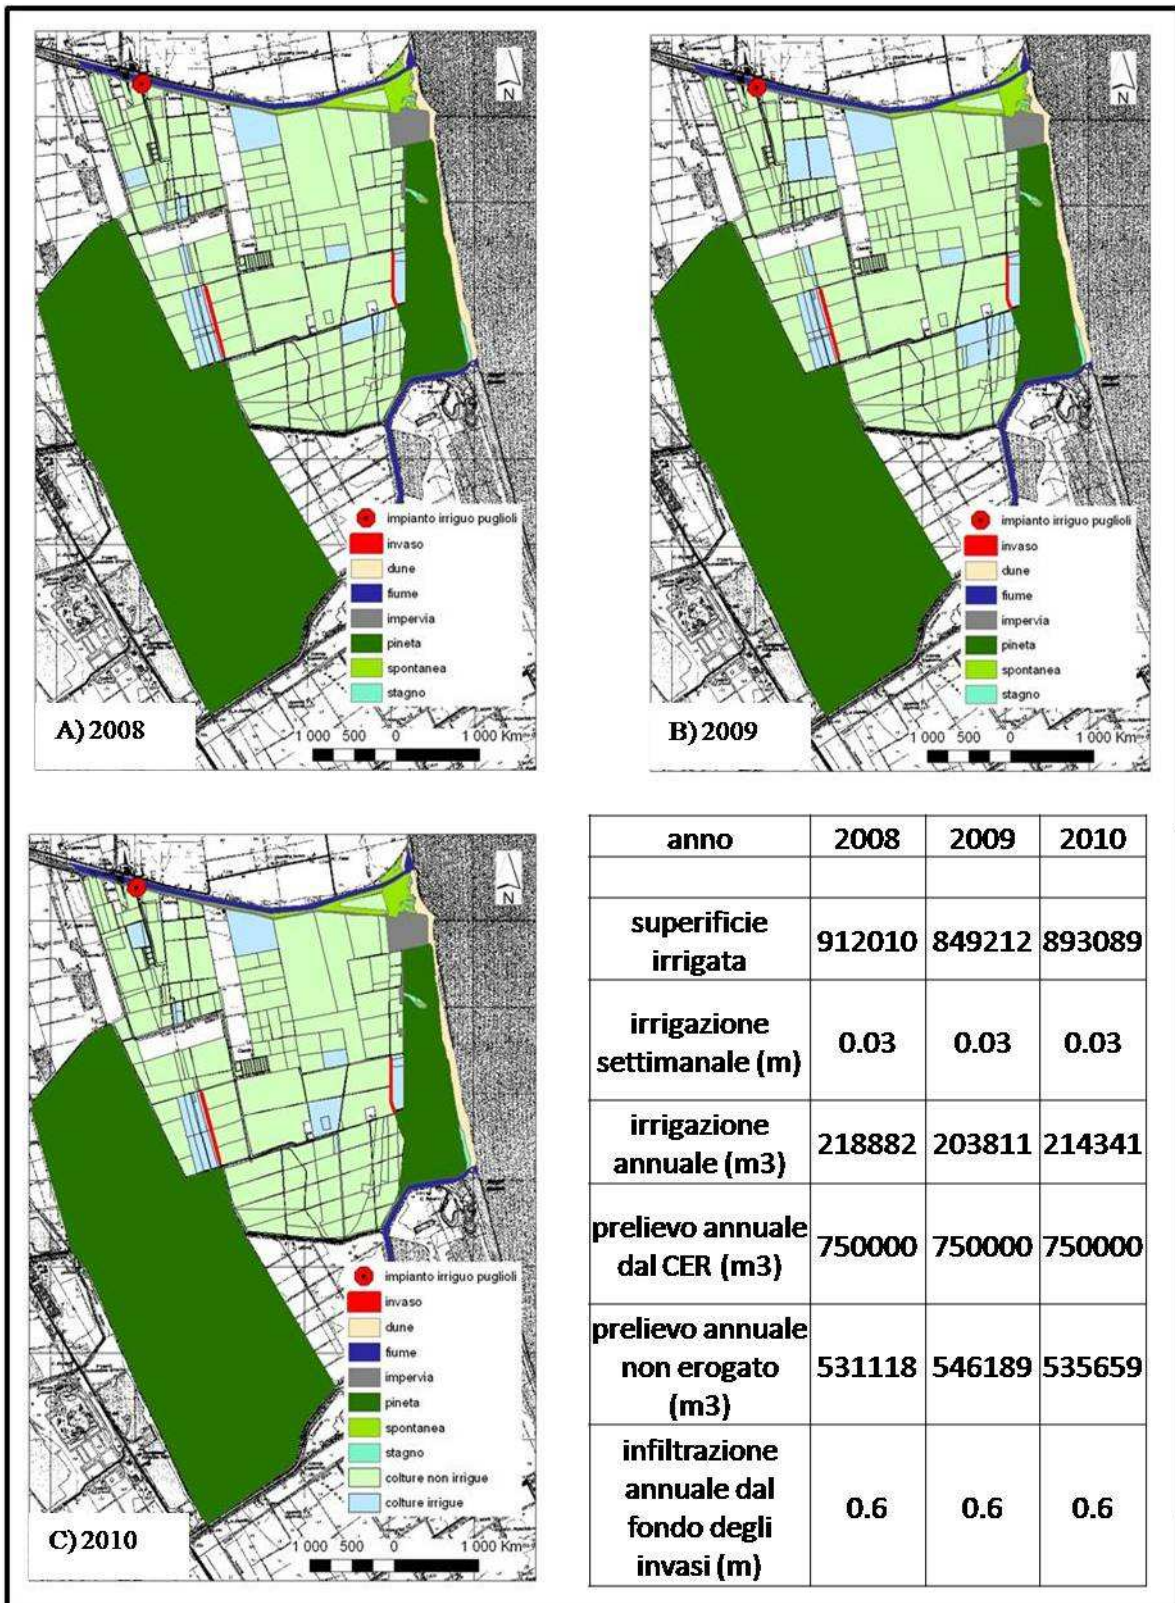 N
impianto irriguo puglioli
invaso
dune
fiume
impervia
pineta
spontanea
stagno
A) 2008
1 000 500 0 1 000 Km
N
impianto irriguo puglioli
invaso
dune
fiume
impervia
pineta
spontanea
stagno
B) 2009
1 000 500 0 1 000 Km
N
impianto irriguo puglioli
invaso
dune
fiume
impervia
pineta
spontanea
stagno
colture non irrigue
colture irrigue
C) 2010
1 000 500 0 1 000 Km
anno 2008 2009 2010
superificie
irrigata 912010 849212 893089
irrigazione
settimanale (m) 0.03 0.03 0.03
irrigazione
annuale (m3) 218882 203811 214341
prelievo annuale
dal CER (m3) 750000 750000 750000
prelievo annuale
non erogato
(m3) 531118 546189 535659
infiltrazione
annuale dal
fondo degli
invasi (m) 0.6 0.6 0.6